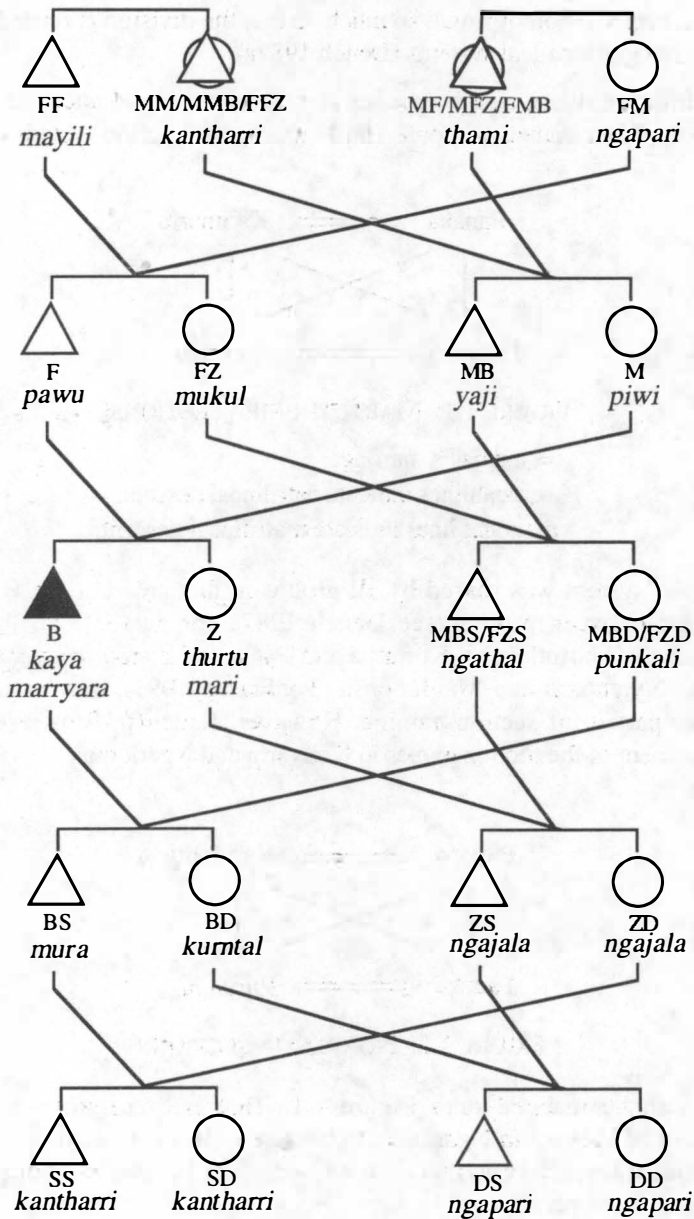 FF MM/MMB/FFZ MF/MFZ/FMB FM
mayili kantharri thami ngapari
F FZ MB M
pawu mukul yaji piwi
B Z MBS/FZS MBD/FZD
kaya thurtu ngathal punkali
marryara mari
BS BD ZS ZD
mura kurntal ngajala ngajala
SS SD DS DD
kantharri kantharri ngapari ngapari